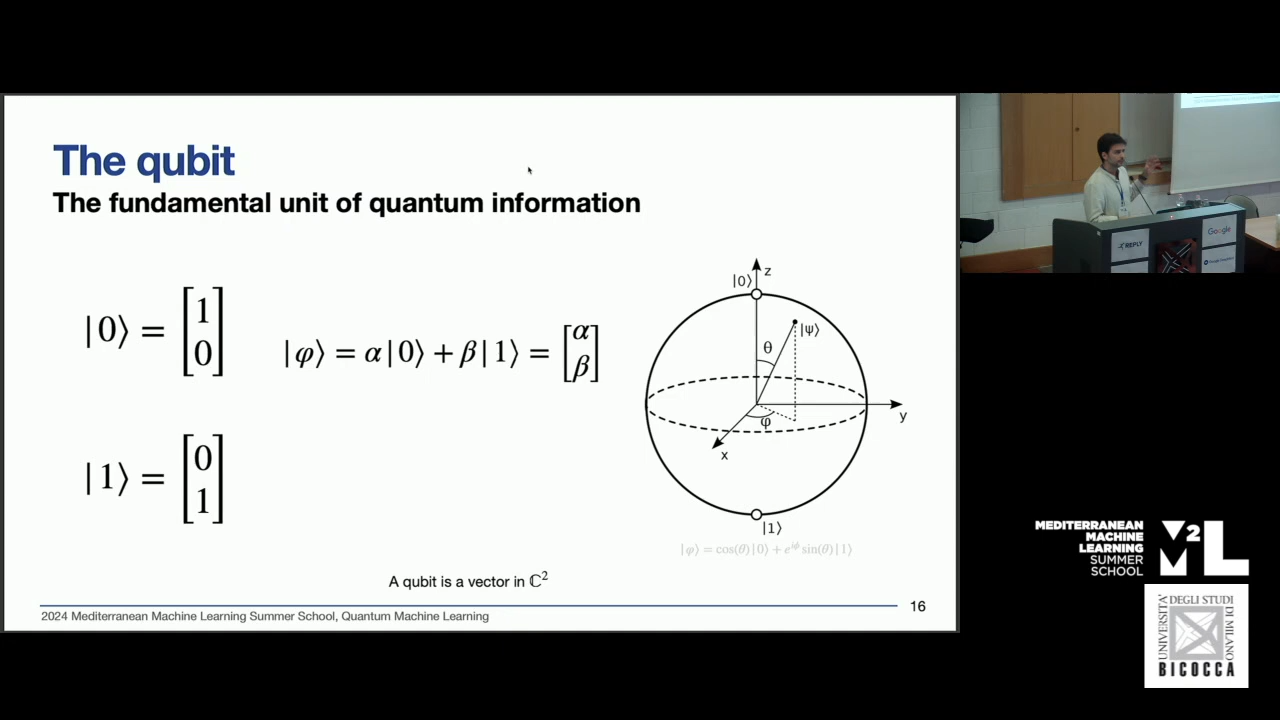 The qubit
The fundamental unit of quantum information
|0⟩ = [1 0]
|φ⟩ = α|0⟩ + β|1⟩ = [α β]
|1⟩ = [0 1]
|0⟩ z
|ψ⟩
θ
φ
y
x
|1⟩
|φ⟩ = cos(θ)|0⟩ + e^{iϕ} sin(θ)|1⟩
A qubit is a vector in ℂ²
2024 Mediterranean Machine Learning Summer School, Quantum Machine Learning
16
REPLY
Google
MEDITERRANEAN
MACHINE
LEARNING
SUMMER
SCHOOL
M²L
UNIVERSITÀ DEGLI STUDI DI MILANO
BICOCCA